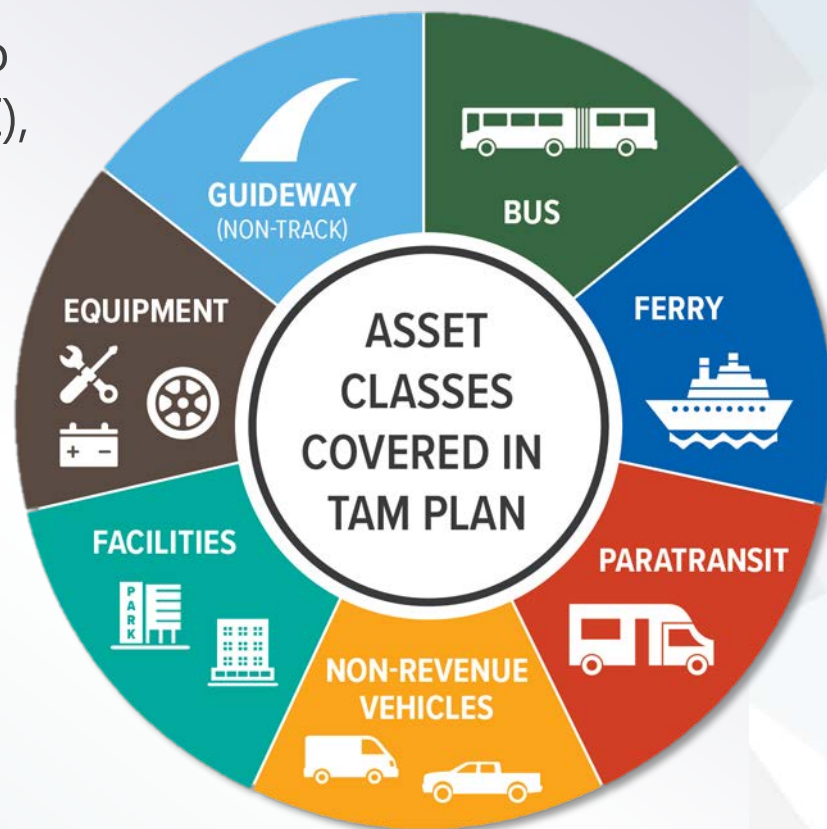 GUIDEWAY
(NON-TRACK)
BUS
EQUIPMENT
FERRY
ASSET
CLASSES
COVERED IN
TAM PLAN
+ -
FACILITIES
PARATRANSIT
PARK
NON-REVENUE
VEHICLES